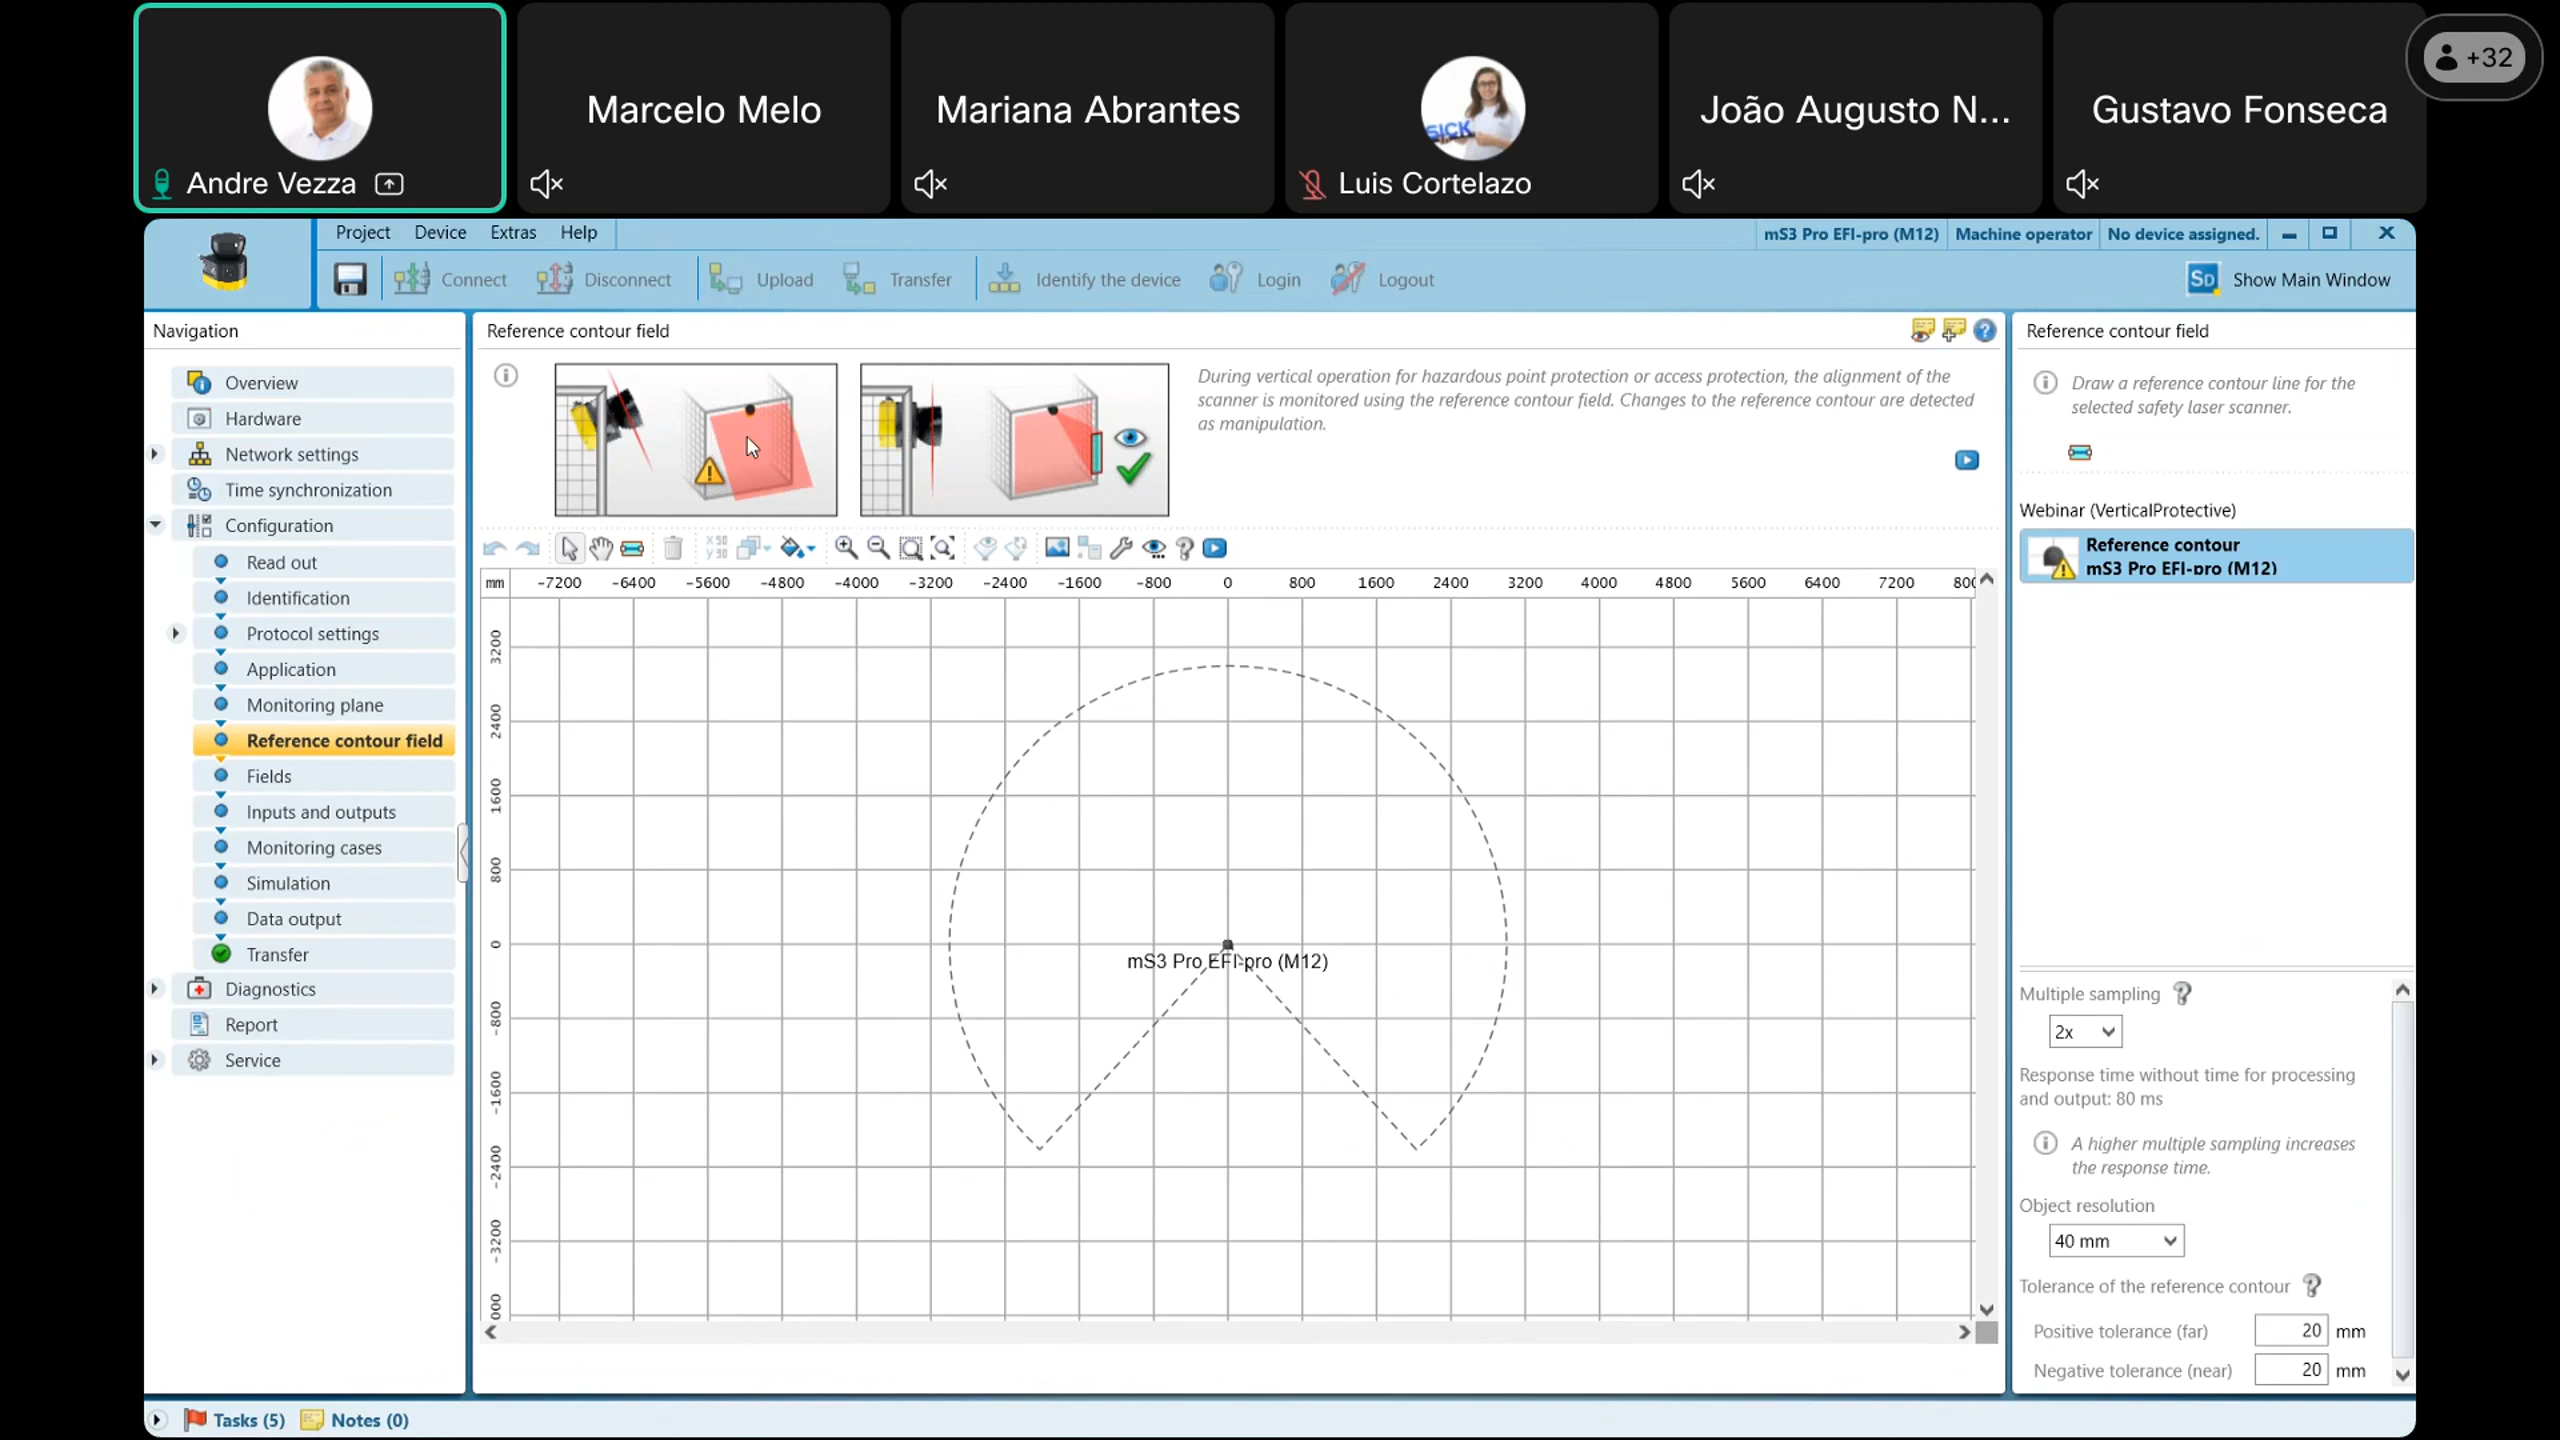 +32
Andre Vezza
Marcelo Melo
Mariana Abrantes
SICK
Luis Cortelazo
João Augusto N...
Gustavo Fonseca
Project Device Extras Help
mS3 Pro EFI-pro (M12) Machine operator No device assigned.
Connect Disconnect Upload Transfer Identify the device Login Logout
SD Show Main Window
Navigation
Overview
Hardware
Network settings
Time synchronization
Configuration
Read out
Identification
Protocol settings
Application
Monitoring plane
Reference contour field
Fields
Inputs and outputs
Monitoring cases
Simulation
Data output
Transfer
Diagnostics
Report
Service
Reference contour field
During vertical operation for hazardous point protection or access protection, the alignment of the
scanner is monitored using the reference contour field. Changes to the reference contour are detected
as manipulation.
X 50
y 30
mm -7200 -6400 -5600 -4800 -4000 -3200 -2400 -1600 -800 0 800 1600 2400 3200 4000 4800 5600 6400 7200 800
3200
2400
1600
800
0
-800
-1600
-2400
-3200
000
mS3 Pro EFI-pro (M12)
Reference contour field
Draw a reference contour line for the
selected safety laser scanner.
Webinar (VerticalProtective)
Reference contour
mS3 Pro EFI-pro (M12)
Multiple sampling
2x
Response time without time for processing
and output: 80 ms
A higher multiple sampling increases
the response time.
Object resolution
40 mm
Tolerance of the reference contour
Positive tolerance (far) 20 mm
Negative tolerance (near) 20 mm
Tasks (5) Notes (0)